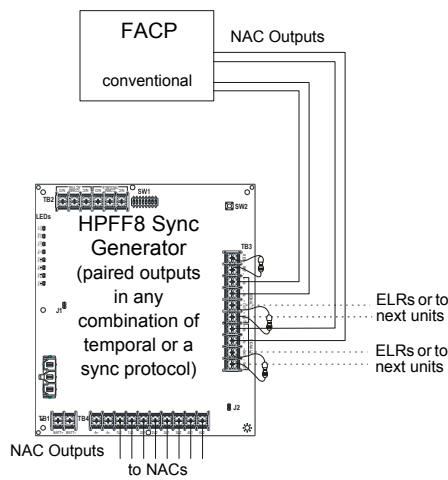 FACP
conventional
NAC Outputs
TB2
SW1
SW2
LEDs
HPFF8 Sync
Generator
(paired outputs
in any
combination of
temporal or a
sync protocol)
TB3
J1
ELRs or to
next units
ELRs or to
next units
TB1
TB4
J2
NAC Outputs
to NACs